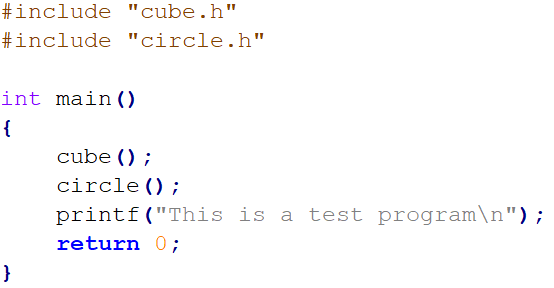 #include "cube.h"
#include "circle.h"

int main()
{
    cube();
    circle();
    printf("This is a test program\n");
    return 0;
}